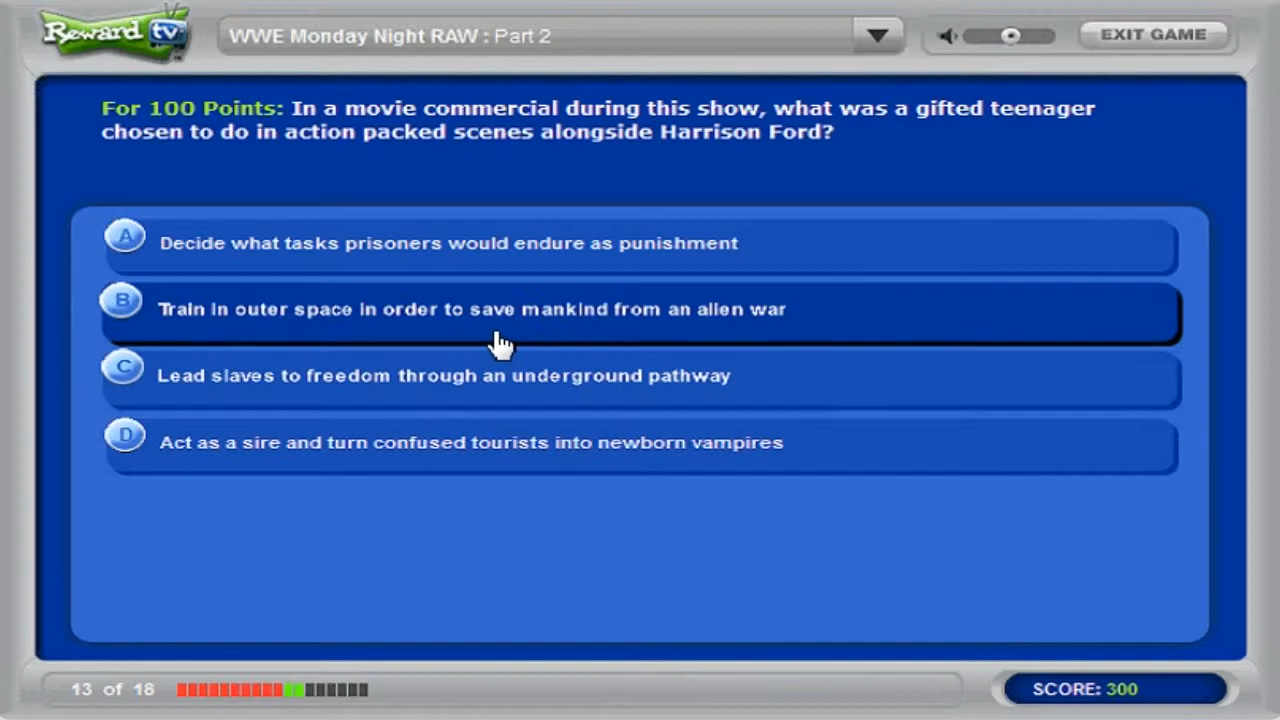 Reward tv
WWE Monday Night RAW : Part 2
EXIT GAME
For 100 Points: In a movie commercial during this show, what was a gifted teenager
chosen to do in action packed scenes alongside Harrison Ford?
A Decide what tasks prisoners would endure as punishment
B Train in outer space in order to save mankind from an alien war
C Lead slaves to freedom through an underground pathway
D Act as a sire and turn confused tourists into newborn vampires
13 of 18
SCORE: 300